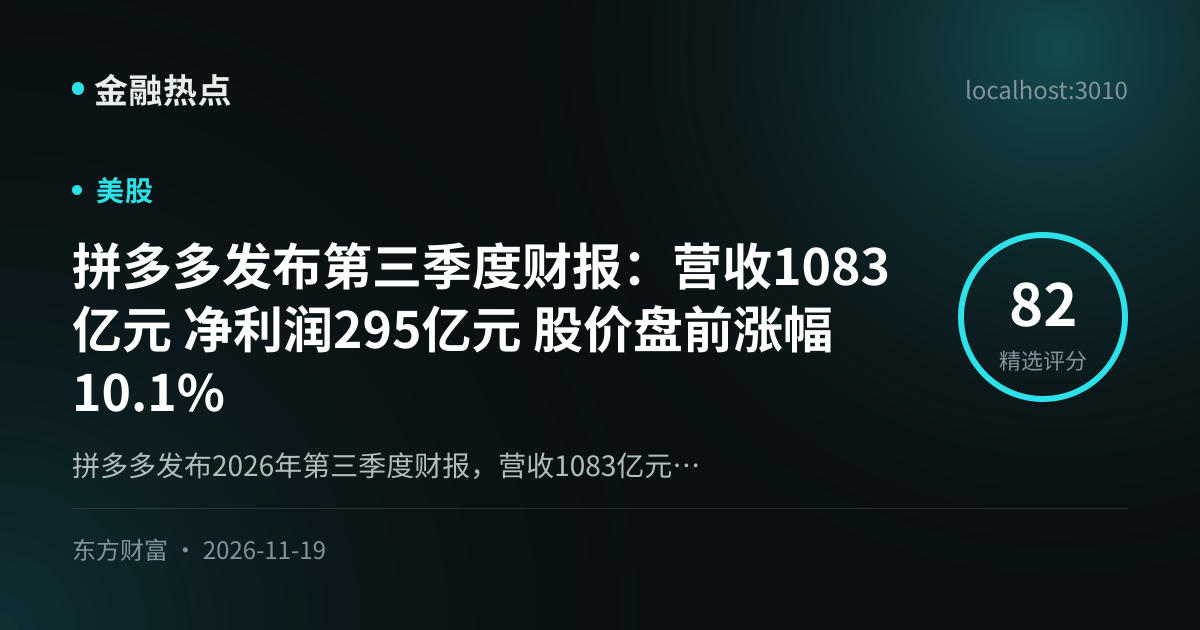 金融热点
localhost:3010
美股
拼多多发布第三季度财报：营收1083
亿元 净利润295亿元 股价盘前涨幅
10.1%
82
精选评分
拼多多发布2026年第三季度财报，营收1083亿元…
东方财富 · 2026-11-19